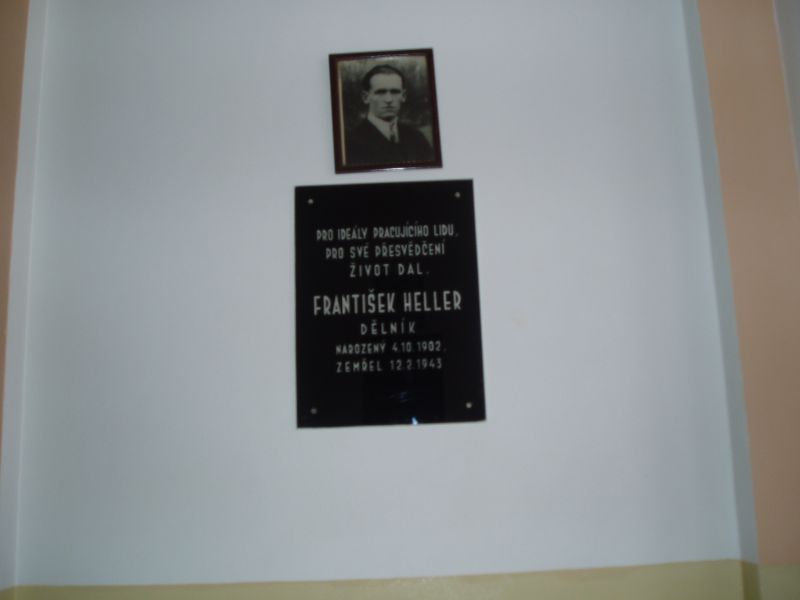 PRO IDEÁLY PRACUJÍCÍHO LIDU,
PRO SVÉ PŘESVĚDČENÍ
ŽIVOT DAL.
FRANTIŠEK HELLER
DĚLNÍK
NAROZENÝ 4.10.1902.
ZEMŘEL 12.2.1943